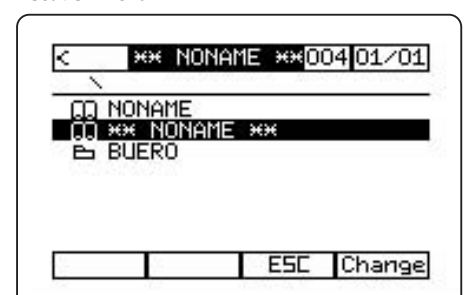 < ** NONAME ** 004 01/01
\
NONAME
** NONAME **
BUERO
ESC Change